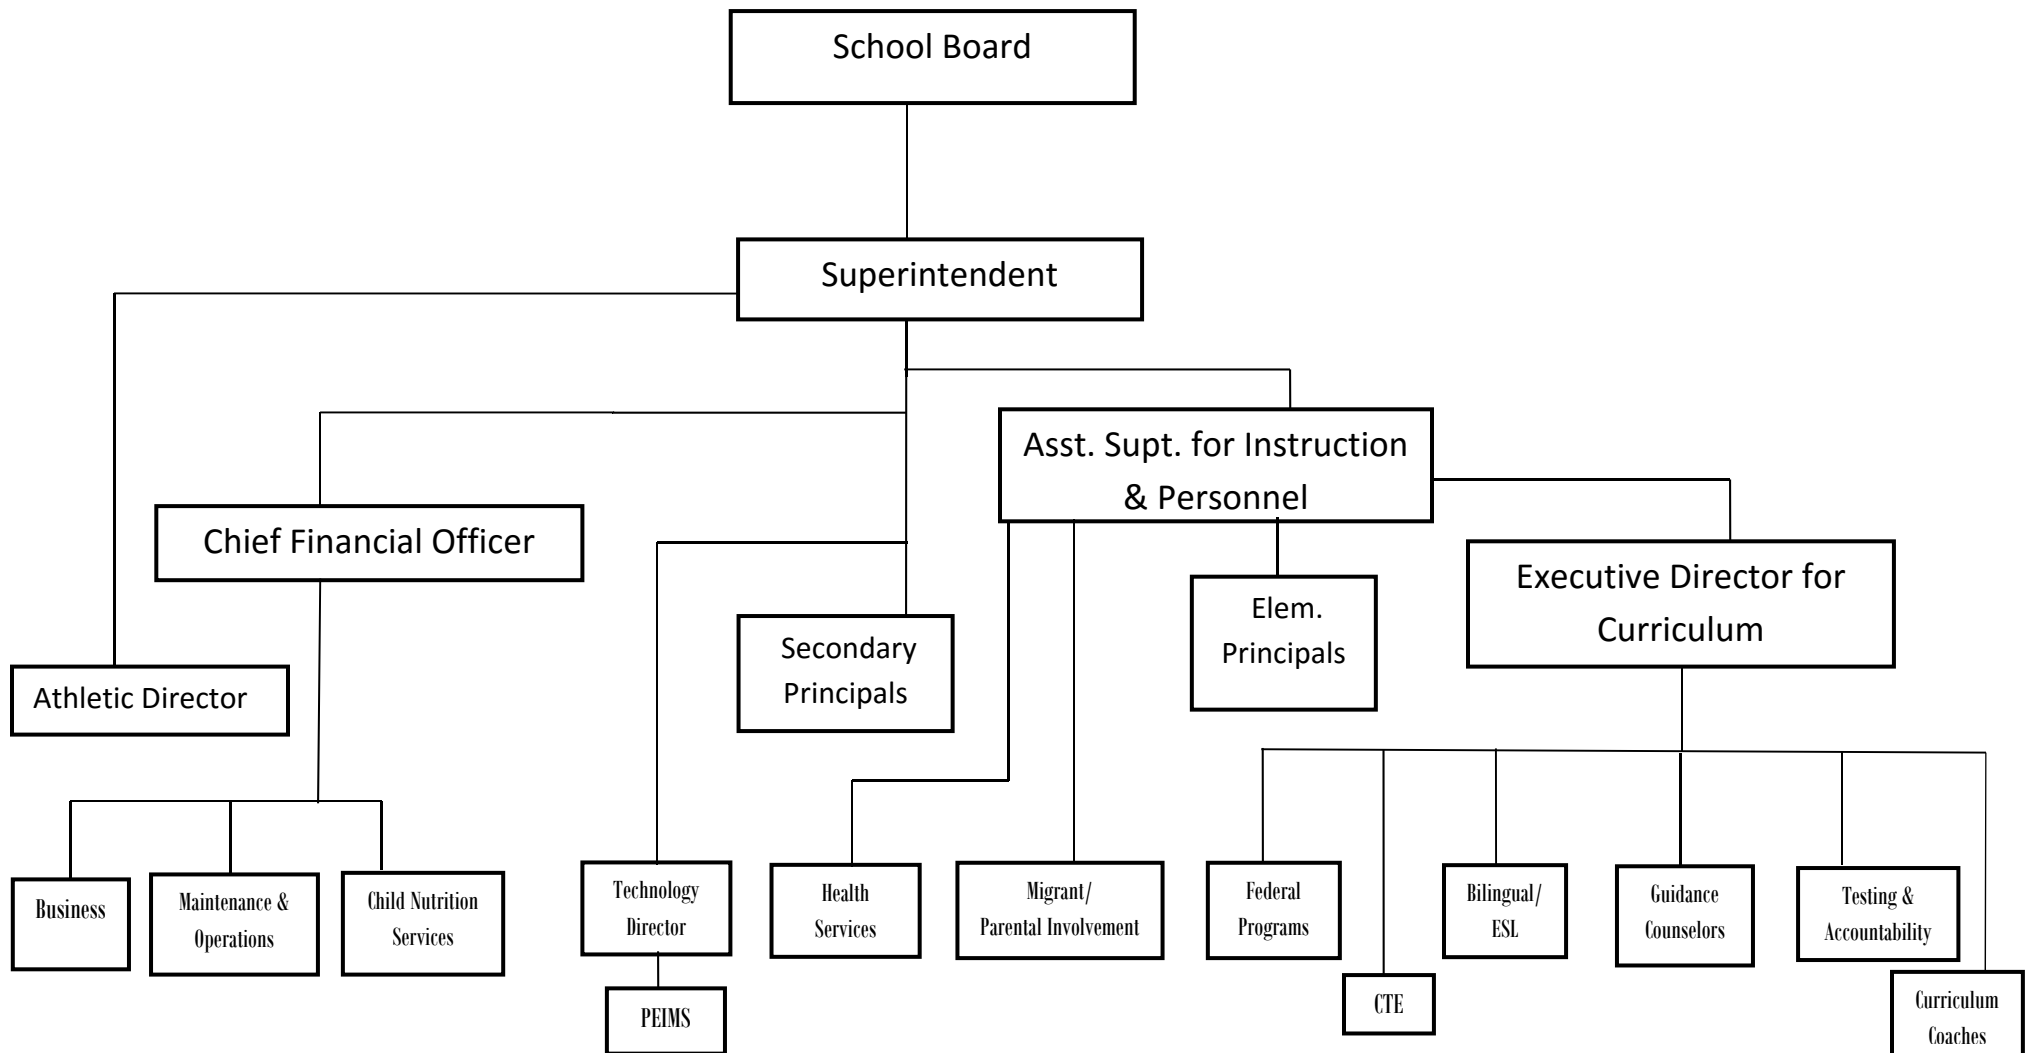 School Board
Superintendent
Asst. Supt. for Instruction
& Personnel
Chief Financial Officer
Executive Director for
Curriculum
Elem.
Principals
Secondary
Principals
Athletic Director
Business
Maintenance &
Operations
Child Nutrition
Services
Technology
Director
Health
Services
Migrant/
Parental Involvement
Federal
Programs
Bilingual/
ESL
Guidance
Counselors
Testing &
Accountability
PEIMS
CTE
Curriculum
Coaches